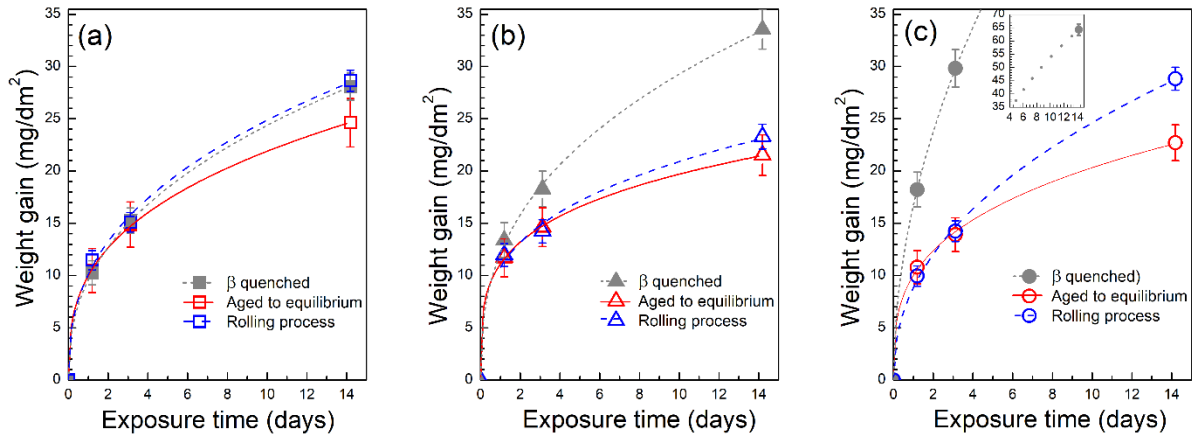 (a)
Weight gain (mg/dm²)
35
30
25
20
15
10
5
0
β quenched
Aged to equilibrium
Rolling process
0 2 4 6 8 10 12 14
Exposure time (days)
(b)
Weight gain (mg/dm²)
35
30
25
20
15
10
5
0
β quenched
Aged to equilibrium
Rolling process
0 2 4 6 8 10 12 14
Exposure time (days)
(c)
Weight gain (mg/dm²)
35
30
25
20
15
10
5
0
70
65
60
55
50
45
40
35
4 6 8 10 12 14
β quenched)
Aged to equilibrium
Rolling process
0 2 4 6 8 10 12 14
Exposure time (days)